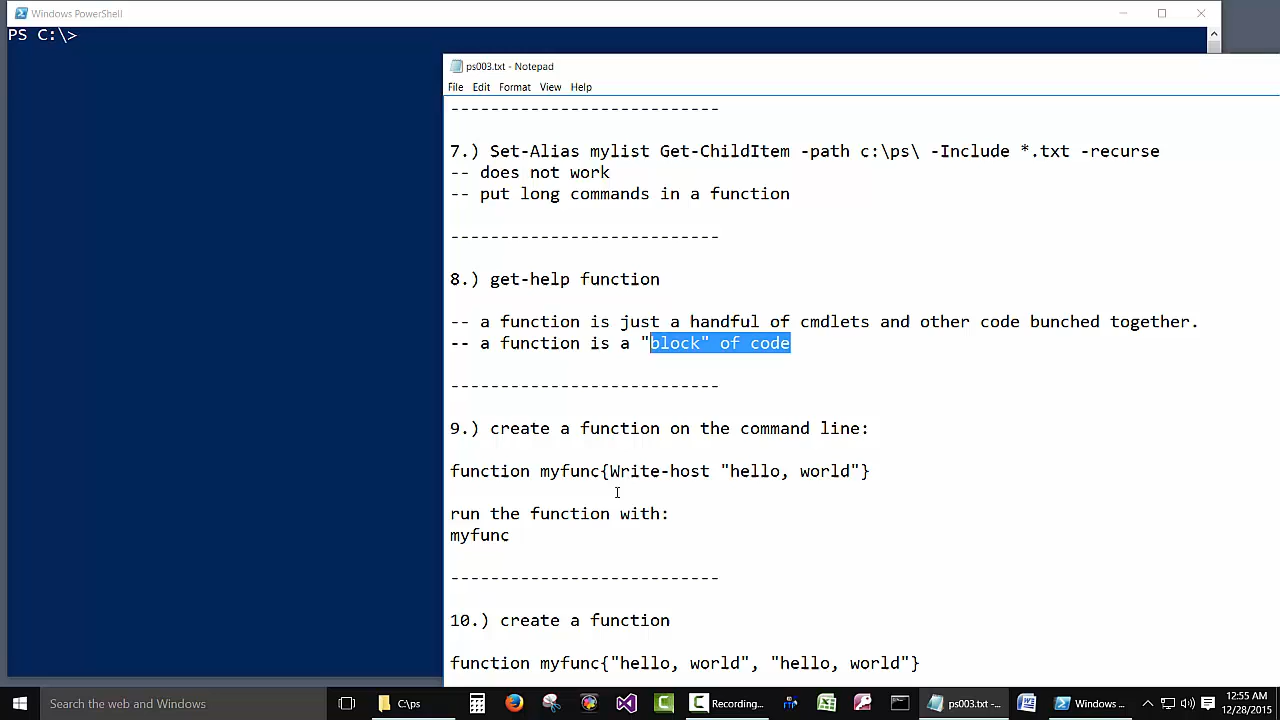 Windows PowerShell
PS C:\>
ps003.txt - Notepad
File Edit Format View Help
---------------------------
7.) Set-Alias mylist Get-ChildItem -path c:\ps\ -Include *.txt -recurse
-- does not work
-- put long commands in a function
---------------------------
8.) get-help function
-- a function is just a handful of cmdlets and other code bunched together.
-- a function is a "block" of code
---------------------------
9.) create a function on the command line:
function myfunc{Write-host "hello, world"}
run the function with:
myfunc
---------------------------
10.) create a function
function myfunc{"hello, world", "hello, world"}
Search the web and Windows
C:\ps
Recording...
ps003.txt -...
Windows ...
12:55 AM
12/28/2015